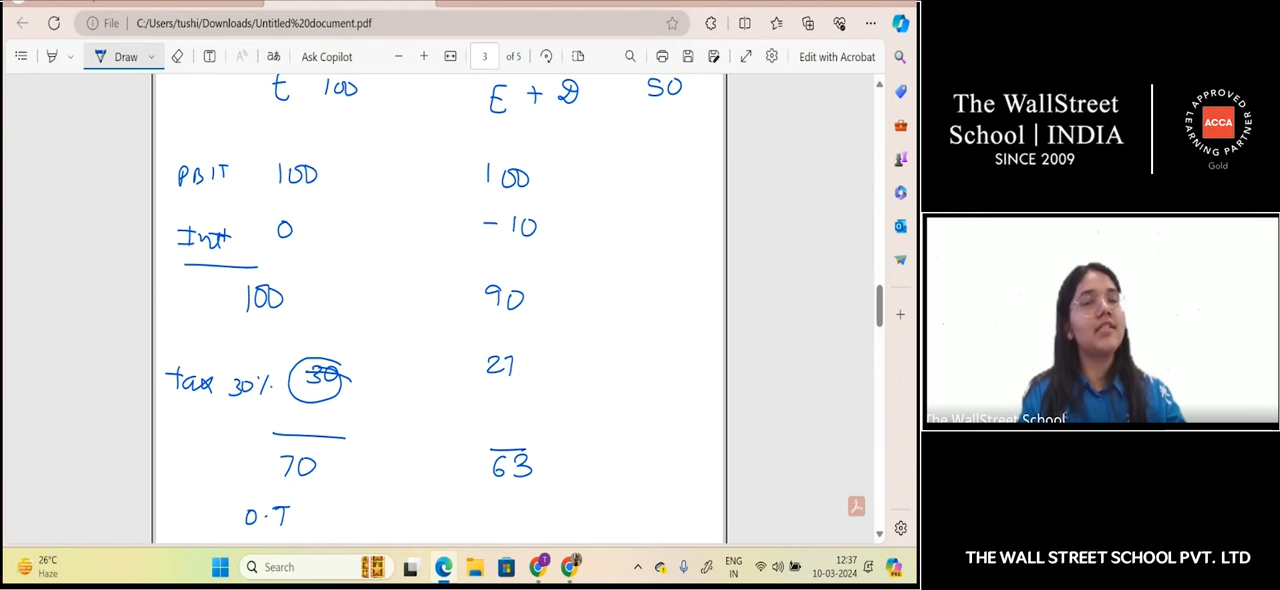 File | C:/Users/tushi/Downloads/Untitled%20document.pdf
Draw
Ask Copilot
3 of 5
Edit with Acrobat
t 100 E + D 50
PBIT 100 100
Int 0 - 10
100 90
tax 30% 30 27
70 63
0.7
The WallStreet
School | INDIA
SINCE 2009
APPROVED
ACCA
LEARNING PARTNER
Gold
The WallStreet School
THE WALL STREET SCHOOL PVT. LTD
26°C
Haze
Search
ENG
IN
12:37
10-03-2024